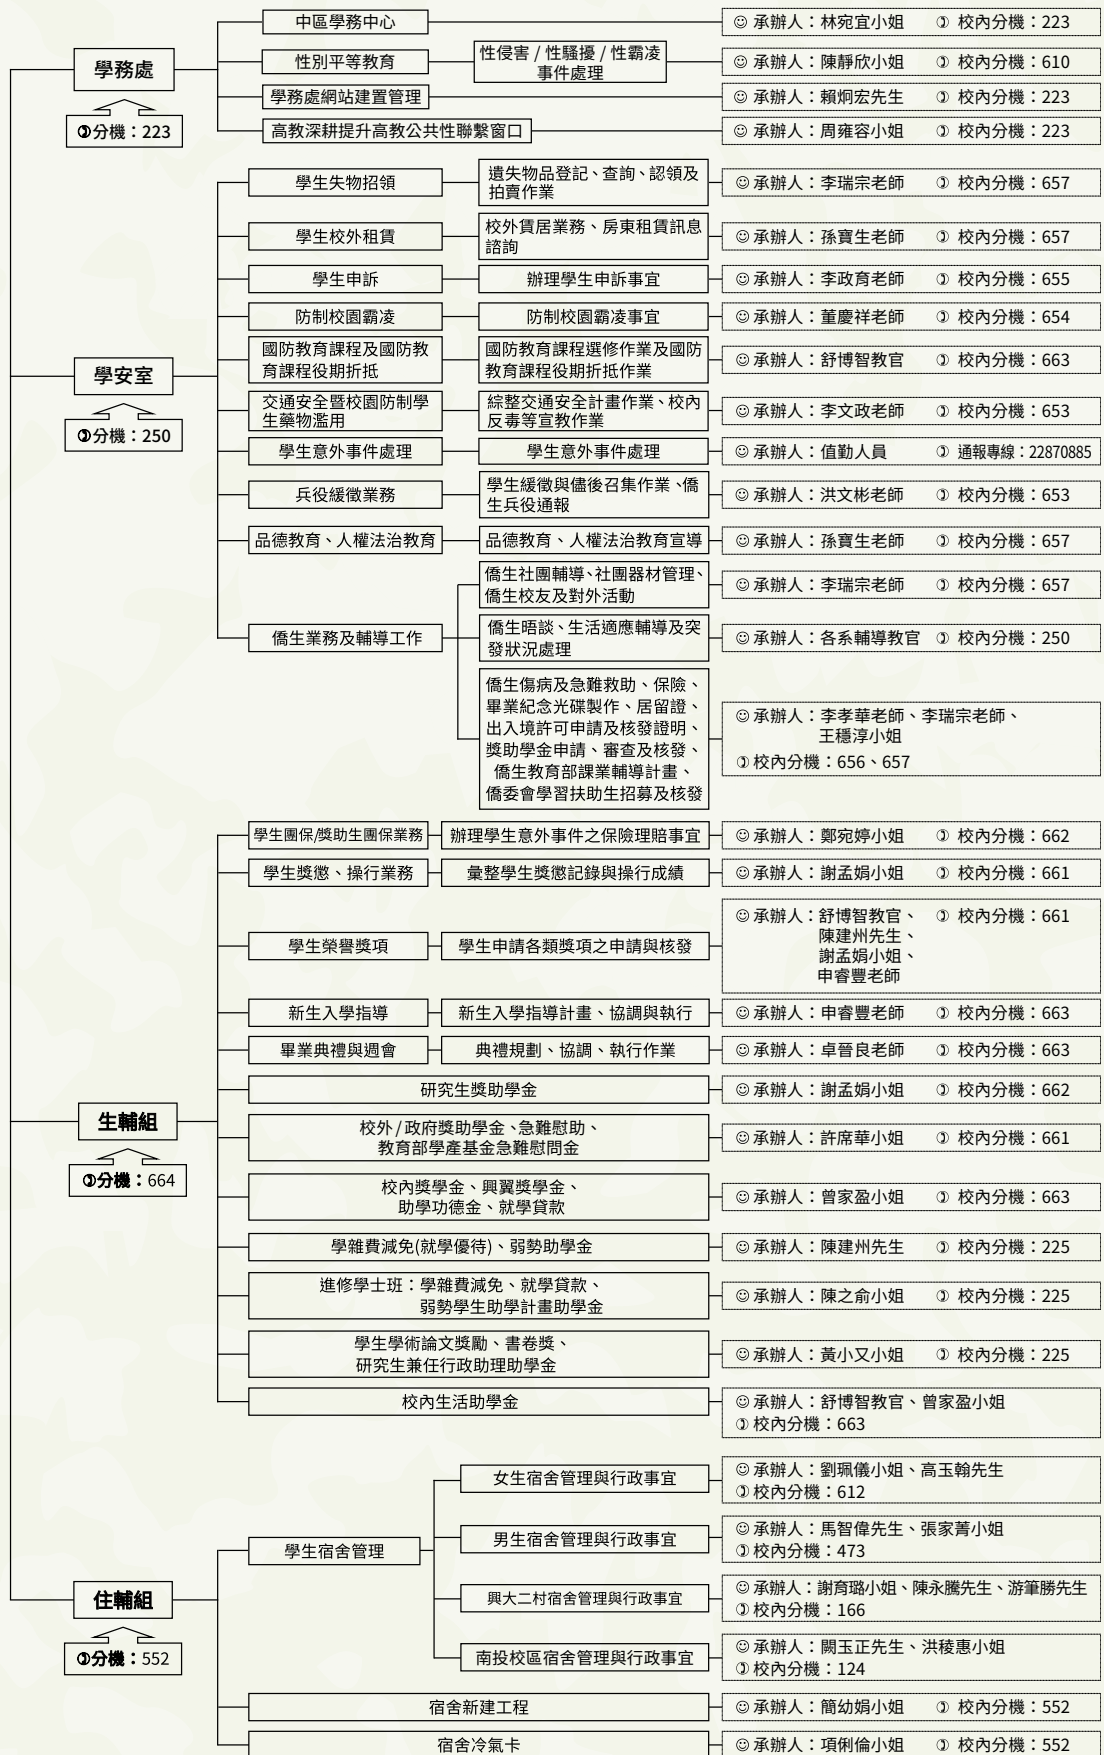 學務處
分機：223
中區學務中心
承辦人：林宛宜小姐 校內分機：223
性別平等教育
性侵害 / 性騷擾 / 性霸凌
事件處理
承辦人：陳靜欣小姐 校內分機：610
學務處網站建置管理
承辦人：賴炯宏先生 校內分機：223
高教深耕提升高教公共性聯繫窗口
承辦人：周雍容小姐 校內分機：223
學安室
分機：250
學生失物招領
遺失物品登記、查詢、認領及
拍賣作業
承辦人：李瑞宗老師 校內分機：657
學生校外租賃
校外賃居業務、房東租賃訊息
諮詢
承辦人：孫寶生老師 校內分機：657
學生申訴
辦理學生申訴事宜
承辦人：李政育老師 校內分機：655
防制校園霸凌
防制校園霸凌事宜
承辦人：董慶祥老師 校內分機：654
國防教育課程及國防教
育課程役期折抵
國防教育課程選修作業及國防
教育課程役期折抵作業
承辦人：舒博智教官 校內分機：663
交通安全暨校園防制學
生藥物濫用
綜整交通安全計畫作業、校內
反毒等宣教作業
承辦人：李文政老師 校內分機：653
學生意外事件處理
學生意外事件處理
承辦人：值勤人員 通報專線：22870885
兵役緩徵業務
學生緩徵與儘後召集作業、僑
生兵役通報
承辦人：洪文彬老師 校內分機：653
品德教育、人權法治教育
品德教育、人權法治教育宣導
承辦人：孫寶生老師 校內分機：657
僑生業務及輔導工作
僑生社團輔導、社團器材管理、
僑生校友及對外活動
承辦人：李瑞宗老師 校內分機：657
僑生晤談、生活適應輔導及突
發狀況處理
承辦人：各系輔導教官 校內分機：250
僑生傷病及急難救助、保險、
畢業紀念光碟製作、居留證、
出入境許可申請及核發證明、
獎助學金申請、審查及核發、
僑生教育部課業輔導計畫、
僑委會學習扶助生招募及核發
承辦人：李孝華老師、李瑞宗老師、
王穩淳小姐
校內分機：656、657
生輔組
分機：664
學生團保/獎助生團保業務
辦理學生意外事件之保險理賠事宜
承辦人：鄭宛婷小姐 校內分機：662
學生獎懲、操行業務
彙整學生獎懲記錄與操行成績
承辦人：謝孟娟小姐 校內分機：661
學生榮譽獎項
學生申請各類獎項之申請與核發
承辦人：舒博智教官、 校內分機：661
陳建州先生、
謝孟娟小姐、
申睿豐老師
新生入學指導
新生入學指導計畫、協調與執行
承辦人：申睿豐老師 校內分機：663
畢業典禮與週會
典禮規劃、協調、執行作業
承辦人：卓晉良老師 校內分機：663
研究生獎助學金
承辦人：謝孟娟小姐 校內分機：662
校外/政府獎助學金、急難慰助、
教育部學產基金急難慰問金
承辦人：許席華小姐 校內分機：661
校內獎學金、興翼獎學金、
助學功德金、就學貸款
承辦人：曾家盈小姐 校內分機：663
學雜費減免(就學優待)、弱勢助學金
承辦人：陳建州先生 校內分機：225
進修學士班：學雜費減免、就學貸款、
弱勢學生助學計畫助學金
承辦人：陳之俞小姐 校內分機：225
學生學術論文獎勵、書卷獎、
研究生兼任行政助理助學金
承辦人：黃小又小姐 校內分機：225
校內生活助學金
承辦人：舒博智教官、曾家盈小姐
校內分機：663
住輔組
分機：552
學生宿舍管理
女生宿舍管理與行政事宜
承辦人：劉珮儀小姐、高玉翰先生
校內分機：612
男生宿舍管理與行政事宜
承辦人：馬智偉先生、張家菁小姐
校內分機：473
興大二村宿舍管理與行政事宜
承辦人：謝育璐小姐、陳永騰先生、游筆勝先生
校內分機：166
南投校區宿舍管理與行政事宜
承辦人：闕玉正先生、洪稜惠小姐
校內分機：124
宿舍新建工程
承辦人：簡幼娟小姐 校內分機：552
宿舍冷氣卡
承辦人：項俐倫小姐 校內分機：552